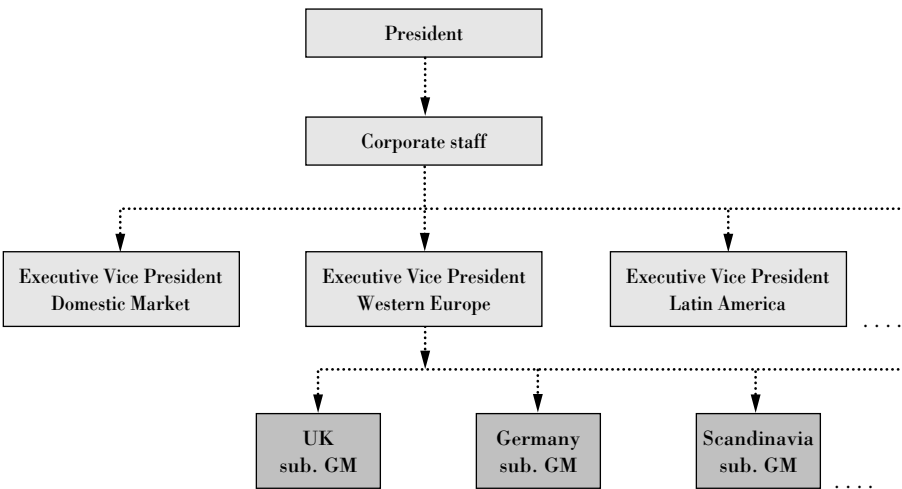 President
Corporate staff
Executive Vice President
Domestic Market
Executive Vice President
Western Europe
Executive Vice President
Latin America
. . . .
UK
sub. GM
Germany
sub. GM
Scandinavia
sub. GM
. . . .